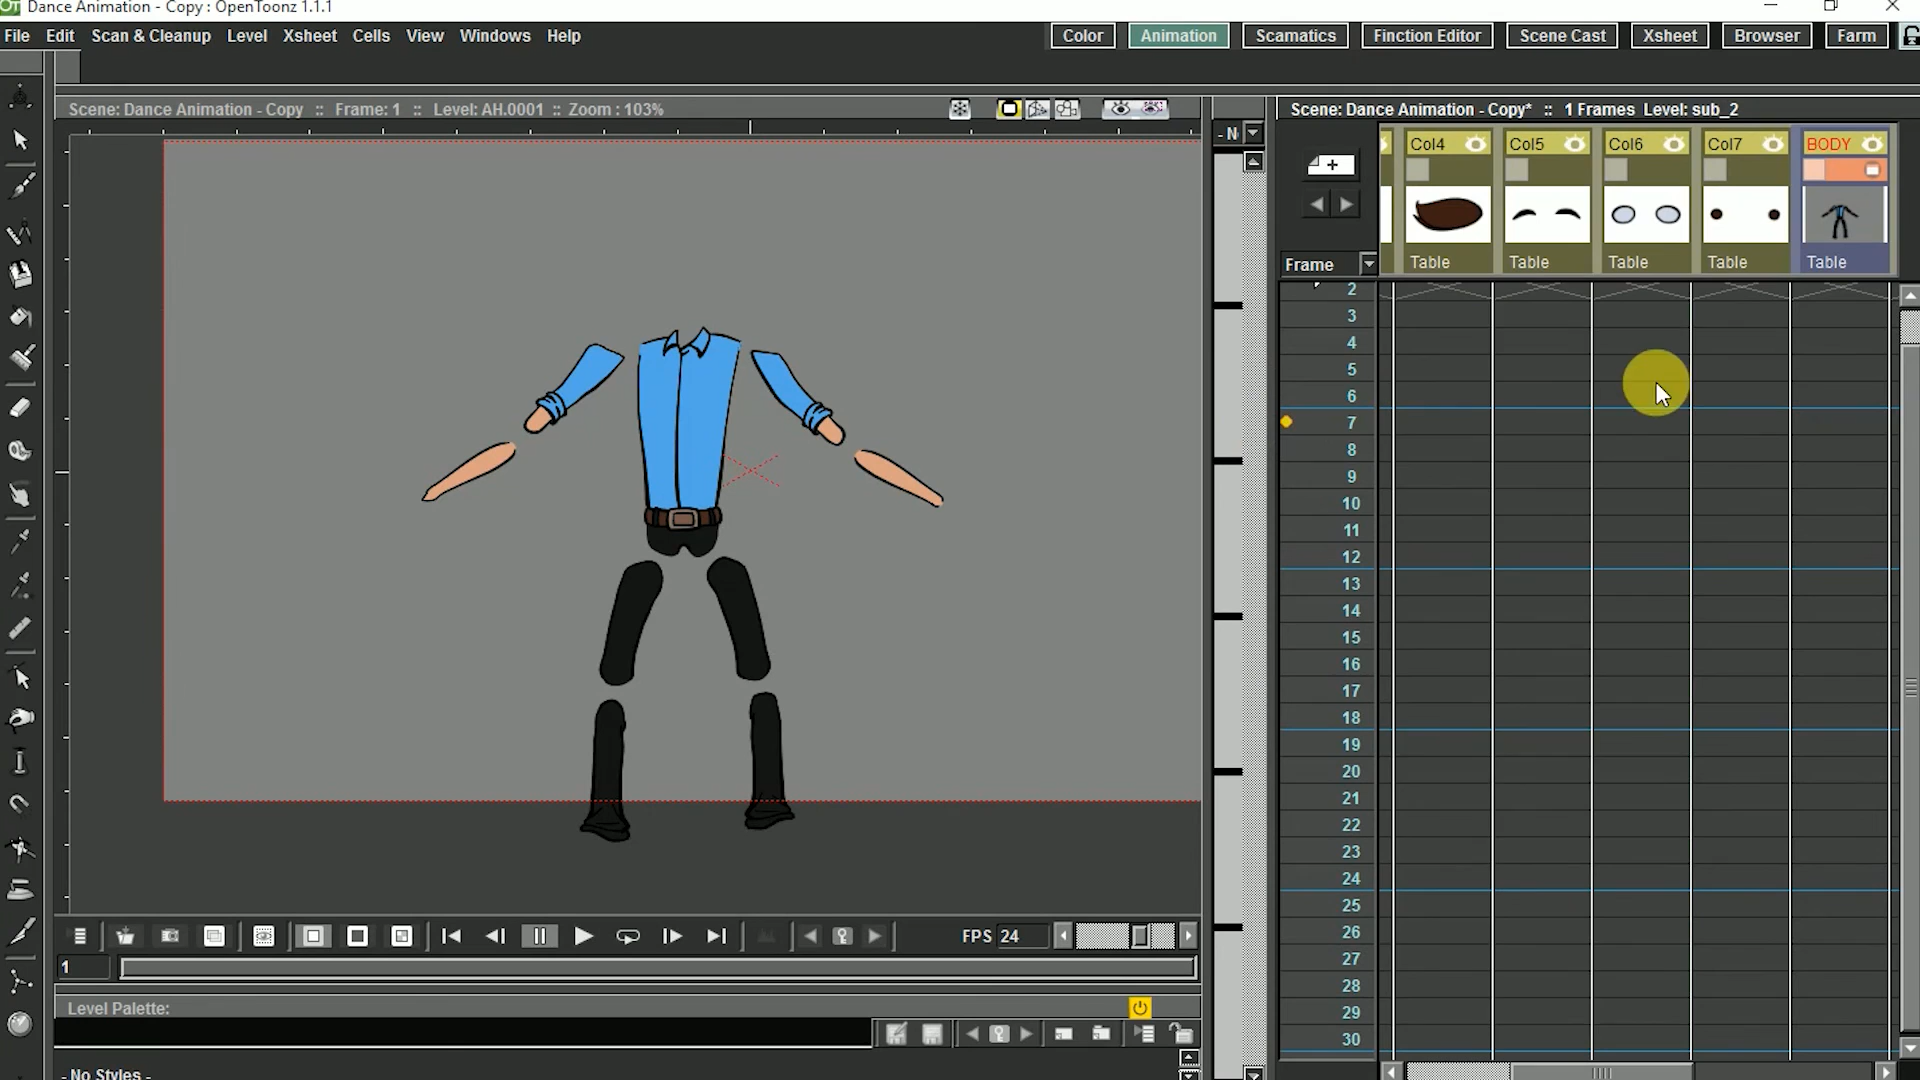 Dance Animation - Copy : OpenToonz 1.1.1
File Edit Scan & Cleanup Level Xsheet Cells View Windows Help
Color Animation Scamatics Finction Editor Scene Cast Xsheet Browser Farm
Scene: Dance Animation - Copy :: Frame: 1 :: Level: AH.0001 :: Zoom : 103%
Scene: Dance Animation - Copy* :: 1 Frames Level: sub_2
- N
Col4 Col5 Col6 Col7 BODY
Table Table Table Table Table
Frame
2
3
4
5
6
7
8
9
10
11
12
13
14
15
16
17
18
19
20
21
22
23
24
25
26
27
28
29
30
FPS 24
1
Level Palette:
- No Styles -